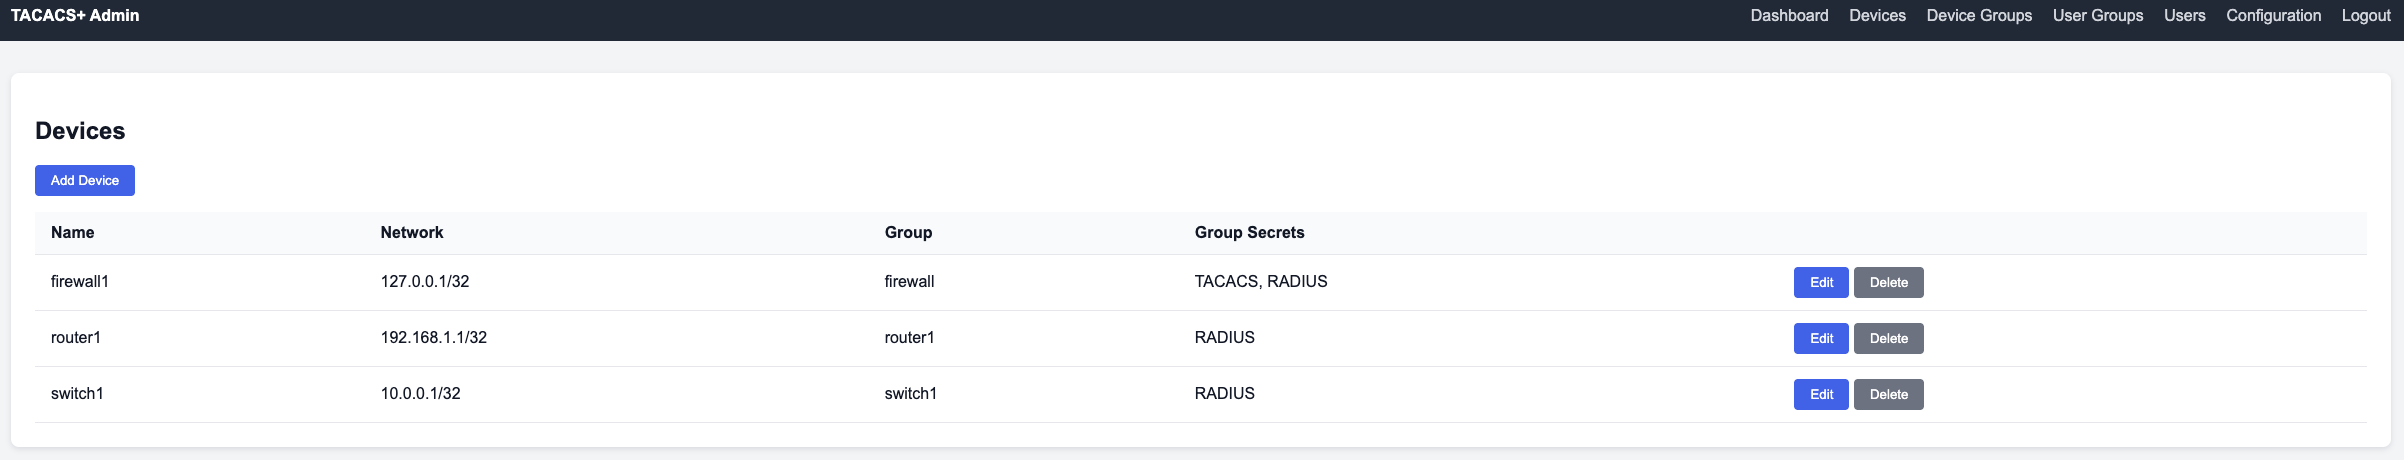 TACACS+ Admin Dashboard Devices Device Groups User Groups Users Configuration Logout
Devices
Add Device
Name Network Group Group Secrets
firewall1 127.0.0.1/32 firewall TACACS, RADIUS Edit Delete
router1 192.168.1.1/32 router1 RADIUS Edit Delete
switch1 10.0.0.1/32 switch1 RADIUS Edit Delete